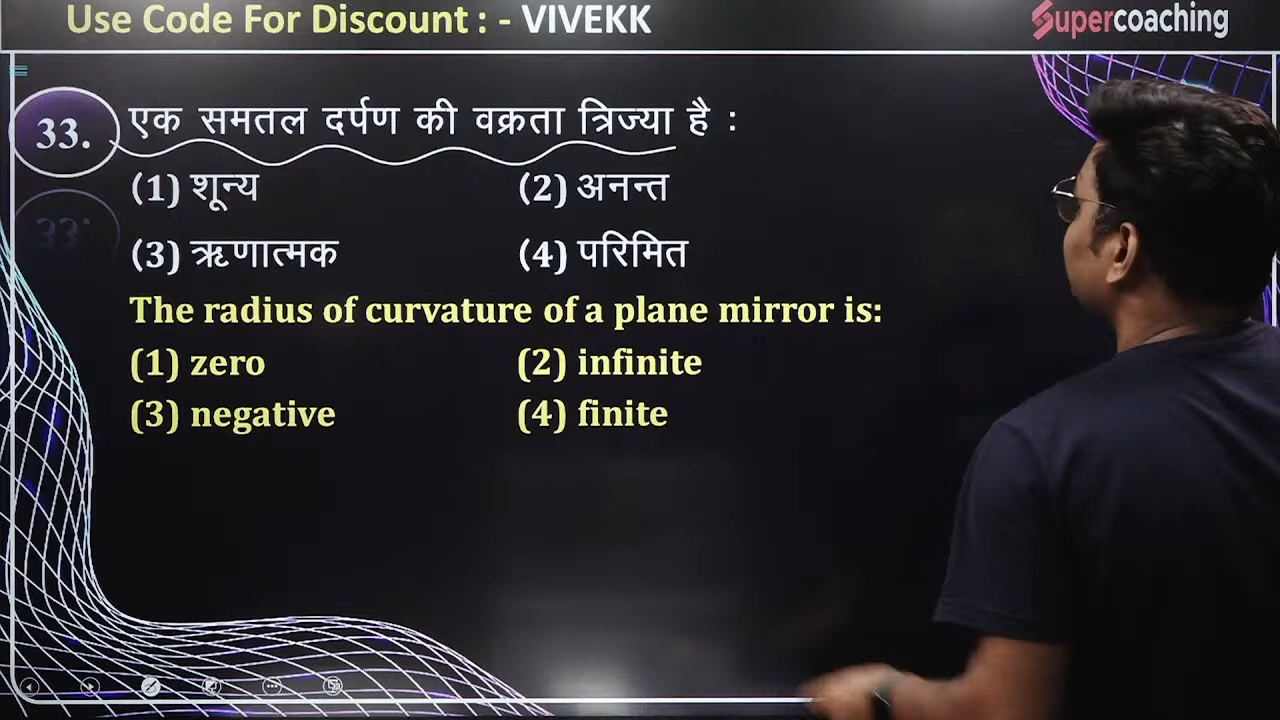 Use Code For Discount : - VIVEKK
Supercoaching
33.
एक समतल दर्पण की वक्रता त्रिज्या है :
(1) शून्य (2) अनन्त
(3) ऋणात्मक (4) परिमित
The radius of curvature of a plane mirror is:
(1) zero (2) infinite
(3) negative (4) finite